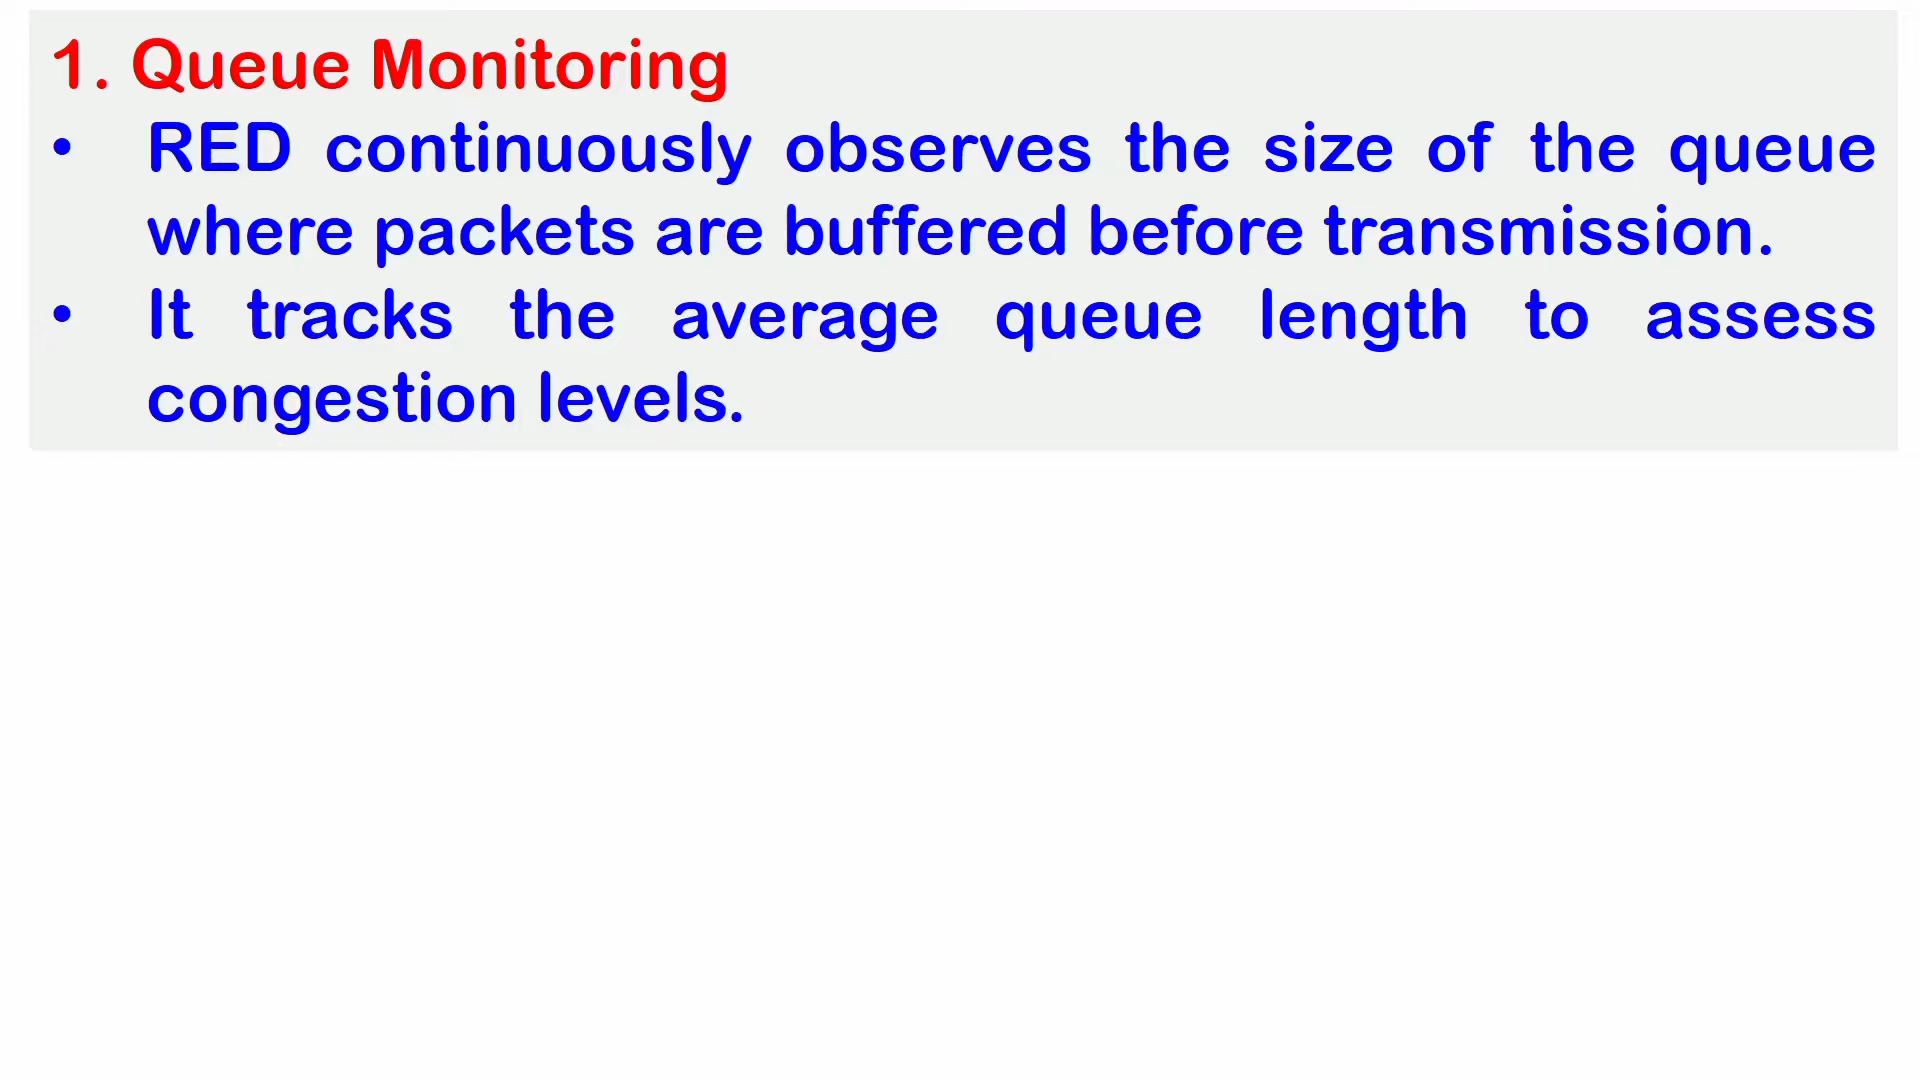 1. Queue Monitoring
• RED continuously observes the size of the queue
where packets are buffered before transmission.
• It tracks the average queue length to assess
congestion levels.